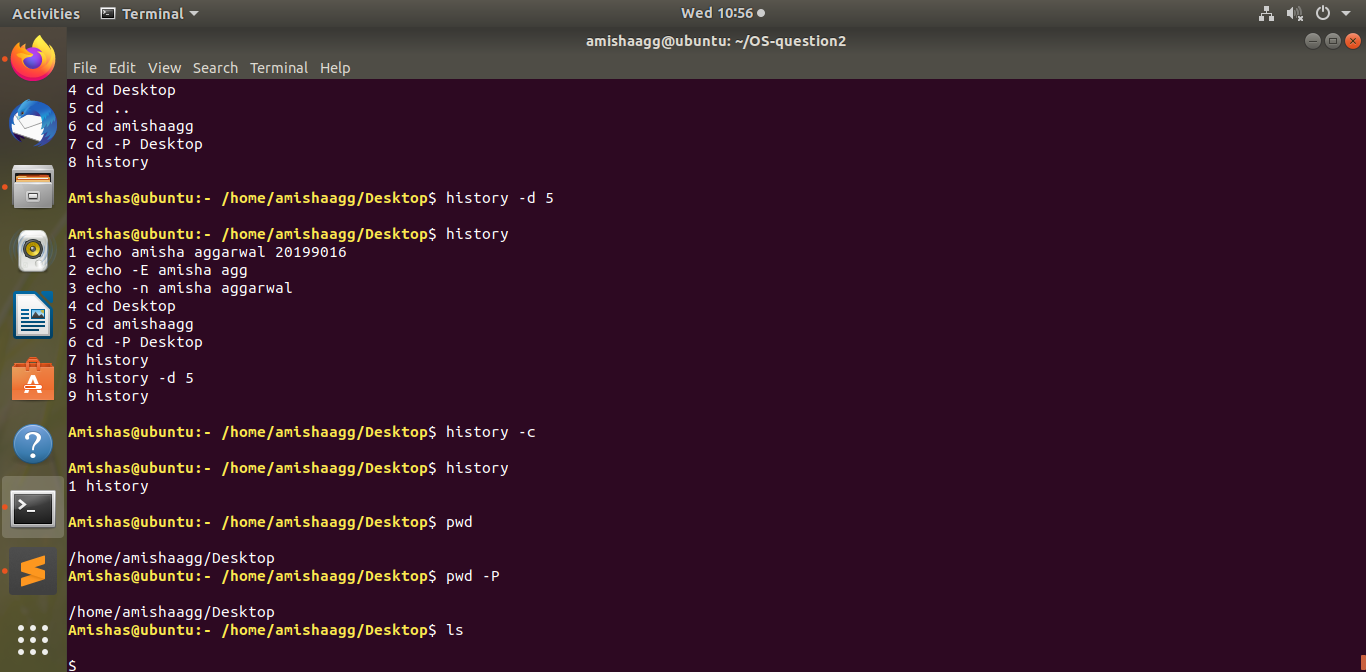 Activities Terminal Wed 10:56
amishaagg@ubuntu: ~/OS-question2
File Edit View Search Terminal Help
4 cd Desktop
5 cd ..
6 cd amishaagg
7 cd -P Desktop
8 history
Amishas@ubuntu:- /home/amishaagg/Desktop$ history -d 5
Amishas@ubuntu:- /home/amishaagg/Desktop$ history
1 echo amisha aggarwal 20199016
2 echo -E amisha agg
3 echo -n amisha aggarwal
4 cd Desktop
5 cd amishaagg
6 cd -P Desktop
7 history
8 history -d 5
9 history
Amishas@ubuntu:- /home/amishaagg/Desktop$ history -c
Amishas@ubuntu:- /home/amishaagg/Desktop$ history
1 history
Amishas@ubuntu:- /home/amishaagg/Desktop$ pwd
/home/amishaagg/Desktop
Amishas@ubuntu:- /home/amishaagg/Desktop$ pwd -P
/home/amishaagg/Desktop
Amishas@ubuntu:- /home/amishaagg/Desktop$ ls
$